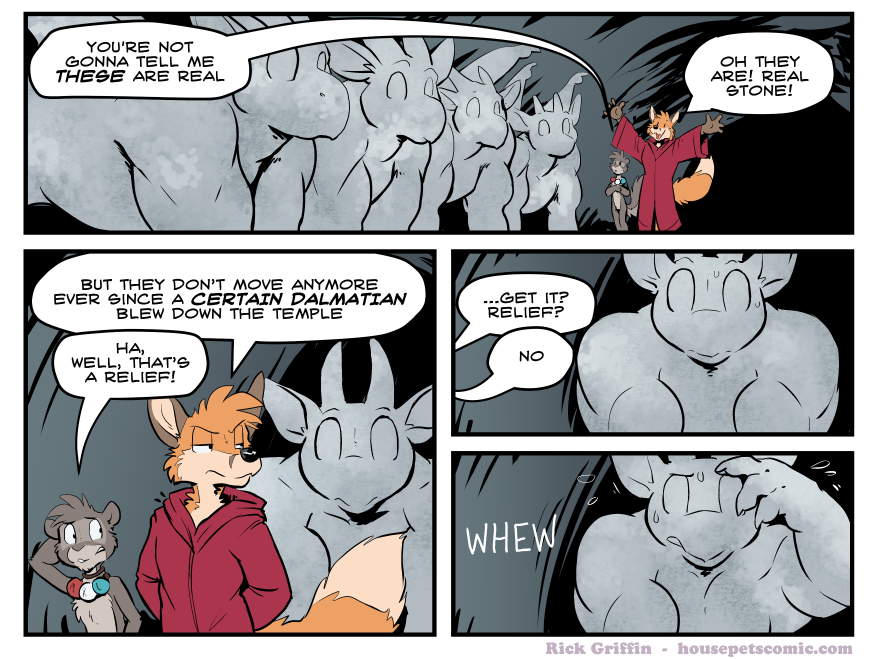 YOU'RE NOT
GONNA TELL ME
THESE ARE REAL
OH THEY
ARE! REAL
STONE!
BUT THEY DON'T MOVE ANYMORE
EVER SINCE A CERTAIN DALMATIAN
BLEW DOWN THE TEMPLE
HA,
WELL, THAT'S
A RELIEF!
...GET IT?
RELIEF?
NO
WHEW
Rick Griffin - housepetscomic.com